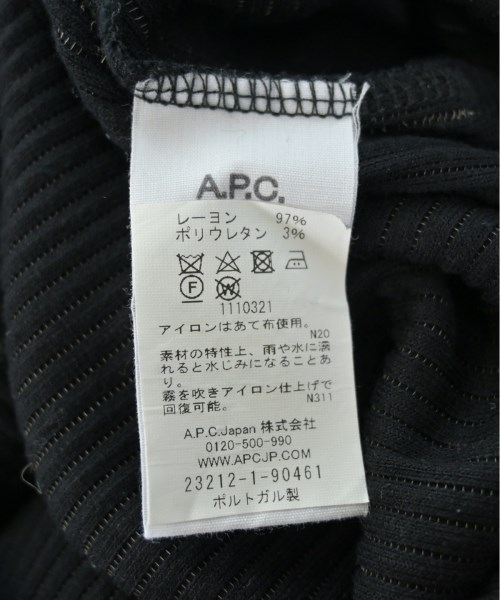 A.P.C.
レーヨン 97%
ポリウレタン 3%
F W
1110321
アイロンはあて布使用。
N20
素材の特性上、雨や水に濡
れると水じみになることあ
り。
霧を吹きアイロン仕上げで
回復可能。 N311
A.P.C.Japan 株式会社
0120-500-990
WWW.APCJP.COM
23212-1-90461
ポルトガル製